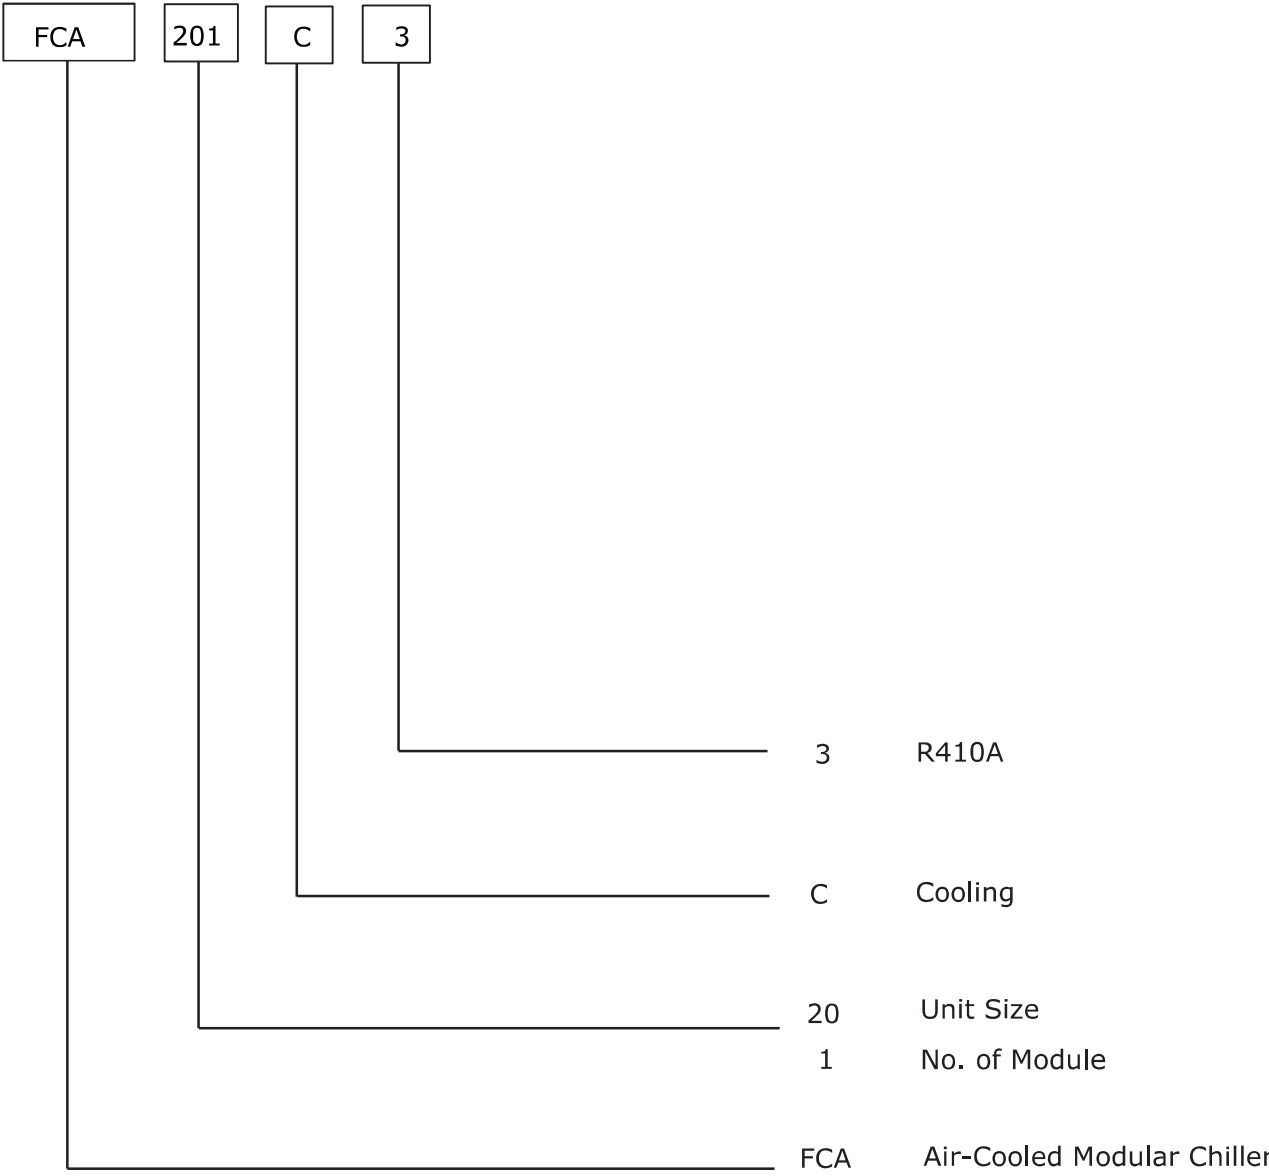 FCA 201 C 3
3 R410A
C Cooling
20 Unit Size
1 No. of Module
FCA Air-Cooled Modular Chiller